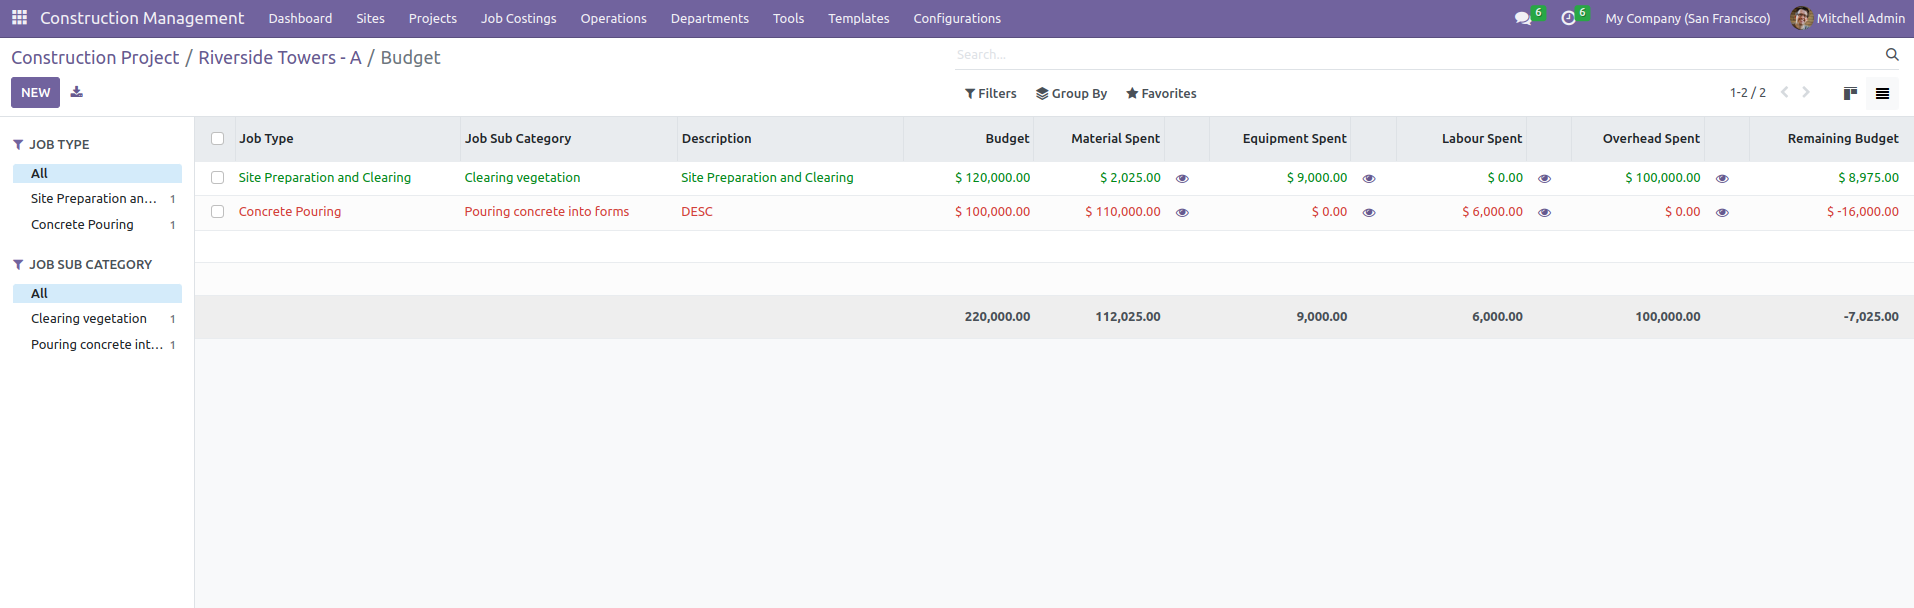 Construction Management Dashboard Sites Projects Job Costings Operations Departments Tools Templates Configurations 6 6 My Company (San Francisco) Mitchell Admin
Construction Project / Riverside Towers - A / Budget
Search...
NEW
Filters Group By Favorites 1-2 / 2
JOB TYPE
All
Site Preparation an... 1
Concrete Pouring 1
JOB SUB CATEGORY
All
Clearing vegetation 1
Pouring concrete int... 1
Job Type Job Sub Category Description Budget Material Spent Equipment Spent Labour Spent Overhead Spent Remaining Budget
Site Preparation and Clearing Clearing vegetation Site Preparation and Clearing $ 120,000.00 $ 2,025.00 $ 9,000.00 $ 0.00 $ 100,000.00 $ 8,975.00
Concrete Pouring Pouring concrete into forms DESC $ 100,000.00 $ 110,000.00 $ 0.00 $ 6,000.00 $ 0.00 $ -16,000.00
220,000.00 112,025.00 9,000.00 6,000.00 100,000.00 -7,025.00